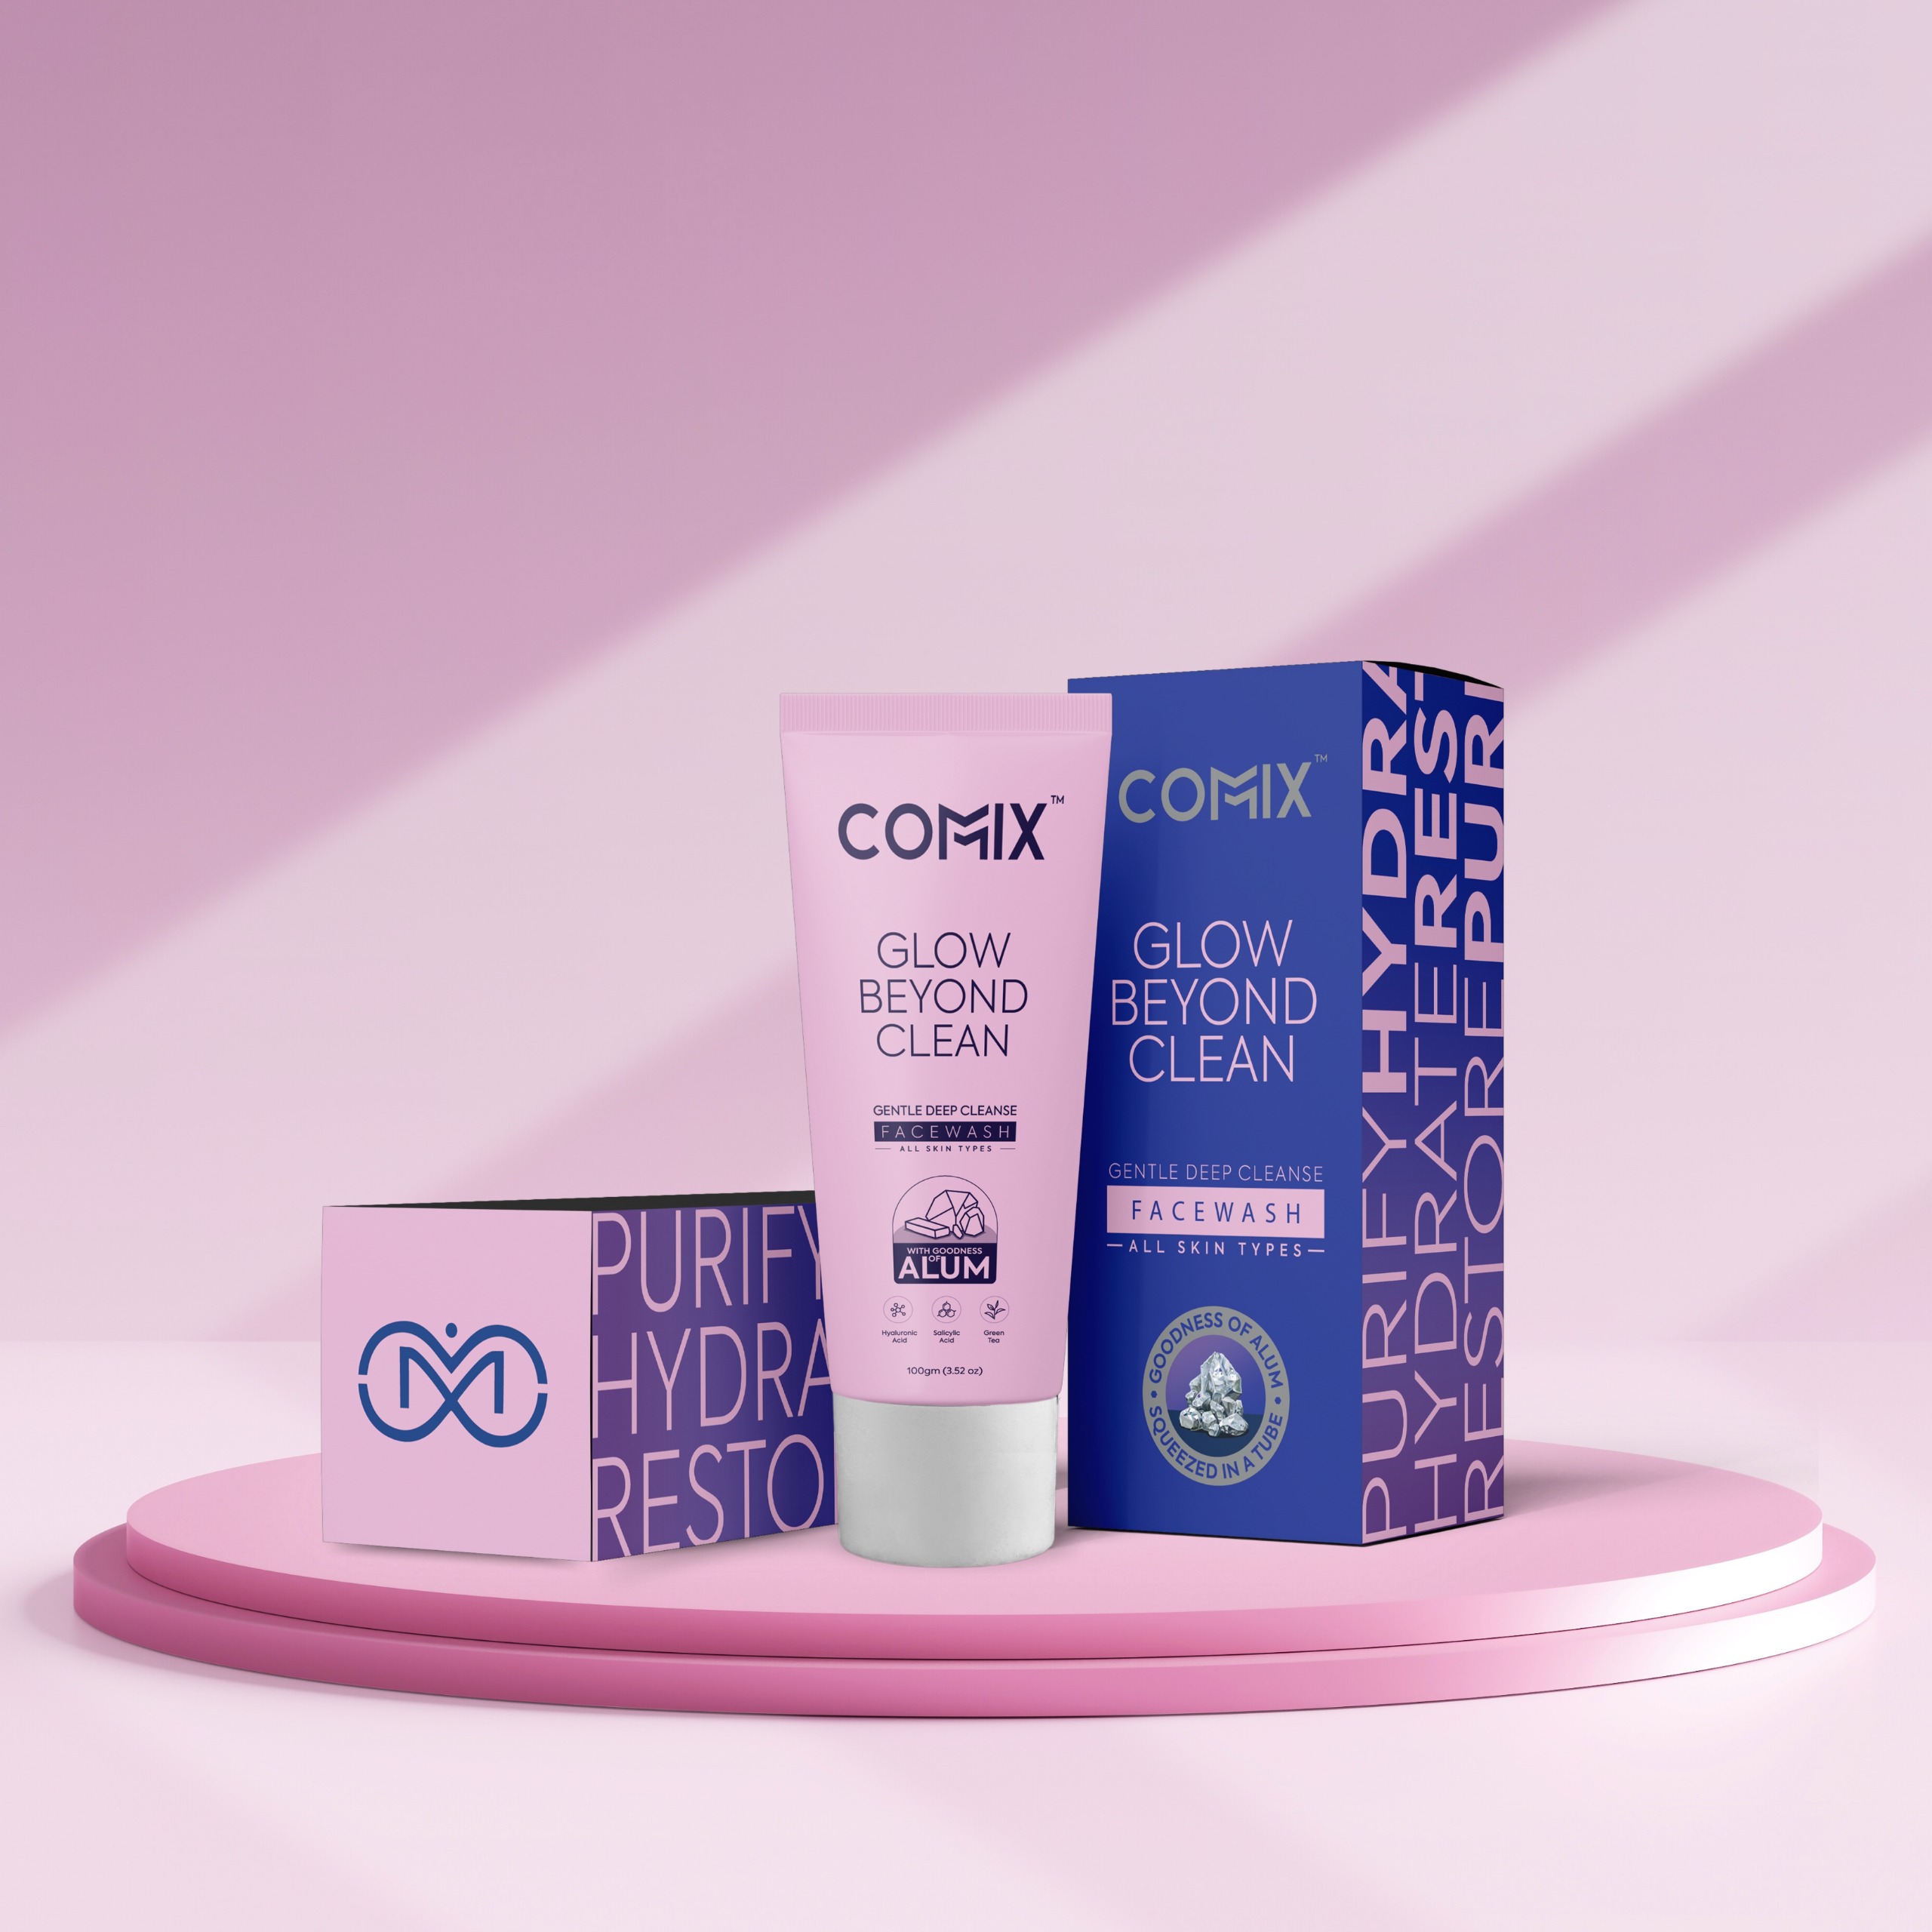 COMIX™
GLOW
BEYOND
CLEAN
GENTLE DEEP CLEANSE
FACEWASH
ALL SKIN TYPES
WITH GOODNESS
OF
ALUM
Hyaluronic
Acid
Salicylic
Acid
Green
Tea
100gm (3.52 oz)
COMIX™
GLOW
BEYOND
CLEAN
GENTLE DEEP CLEANSE
FACEWASH
ALL SKIN TYPES
• GOODNESS OF ALUM •
SQUEEZED IN A TUBE
PURIFY HYDRA
HYDRATE REST
RESTORE PURI
PURIFY
HYDRA
RESTO
M